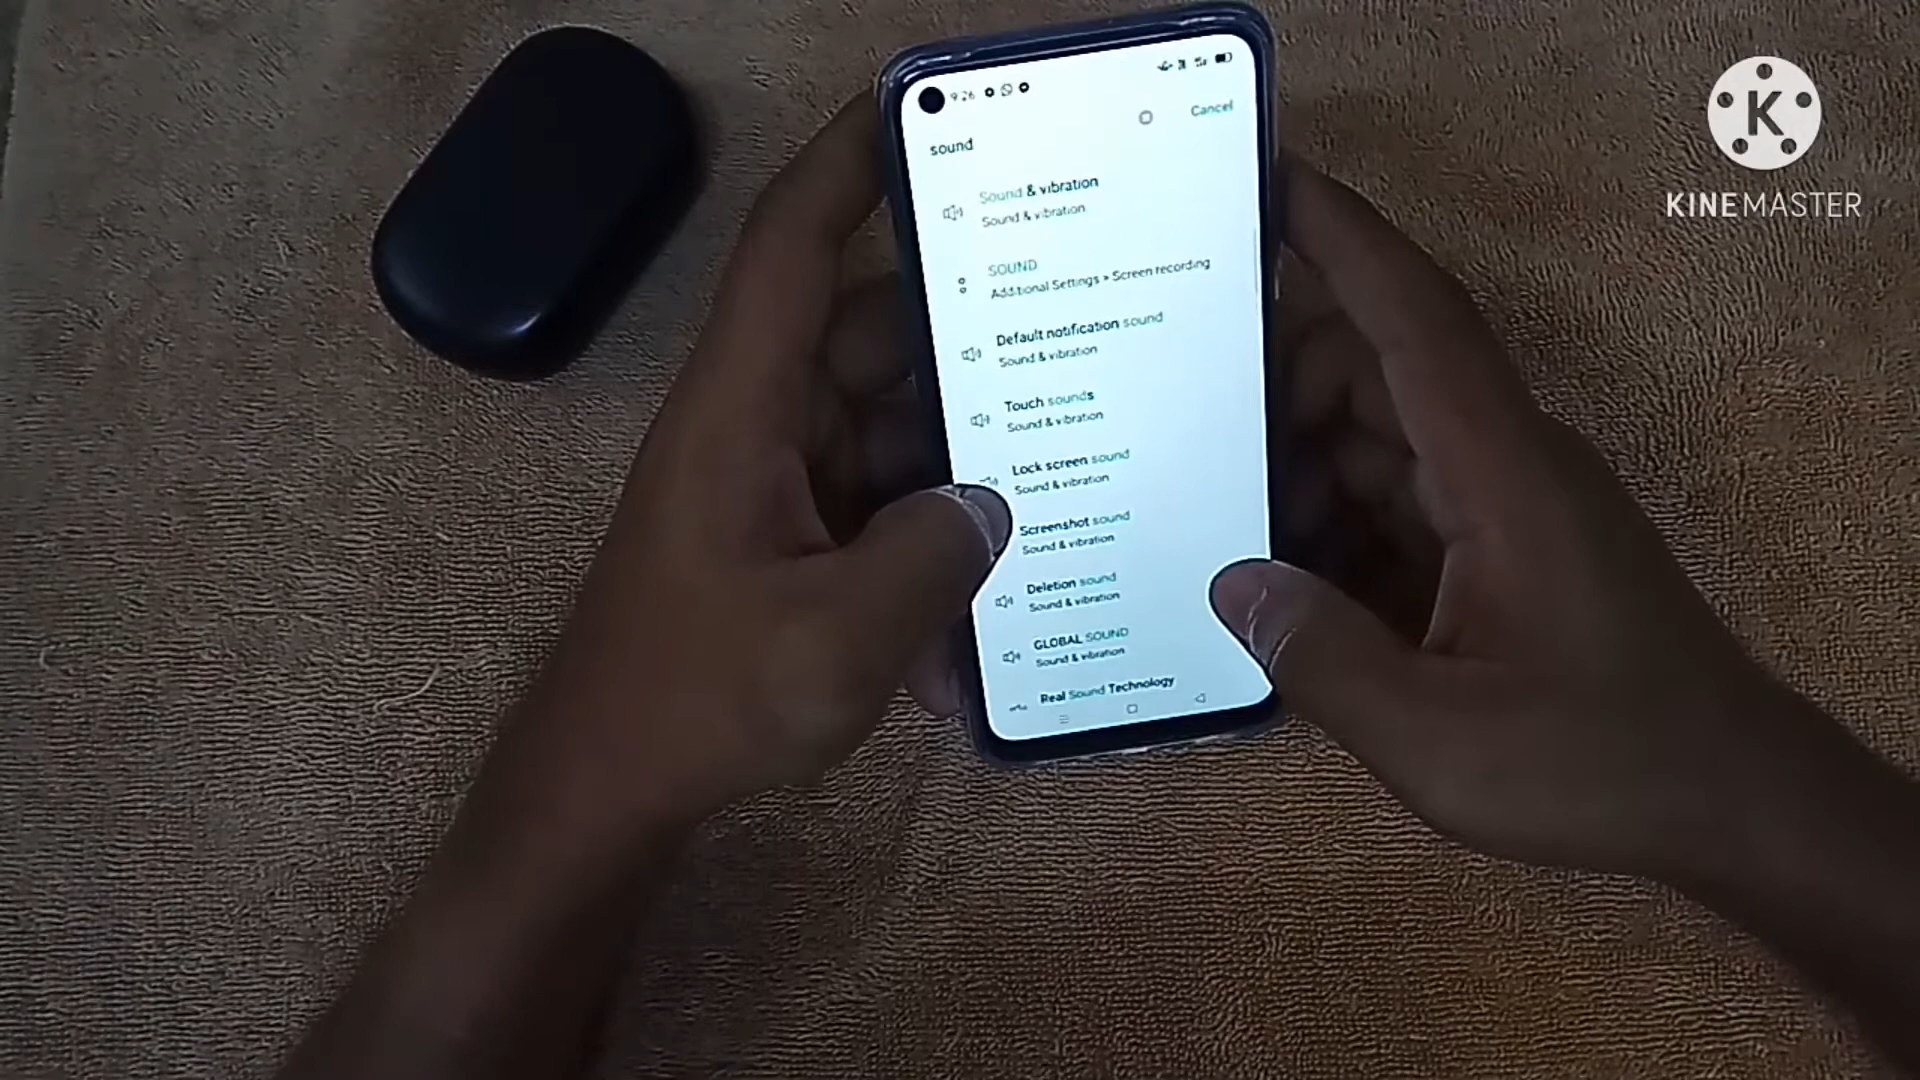 9:26
Cancel
sound
Sound & vibration
Sound & vibration
SOUND
Additional Settings > Screen recording
Default notification sound
Sound & vibration
Touch sounds
Sound & vibration
Lock screen sound
Sound & vibration
Screenshot sound
Sound & vibration
Deletion sound
Sound & vibration
GLOBAL SOUND
Sound & vibration
Real Sound Technology
K
KINEMASTER